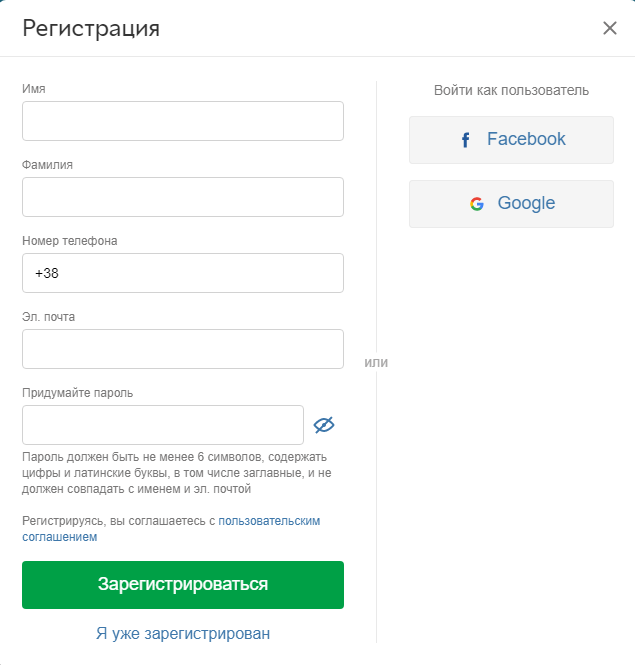 Регистрация
Имя
Фамилия
Номер телефона
+38
Эл. почта
Придумайте пароль
Пароль должен быть не менее 6 символов, содержать
цифры и латинские буквы, в том числе заглавные, и не
должен совпадать с именем и эл. почтой
Регистрируясь, вы соглашаетесь с пользовательским
соглашением
Зарегистрироваться
Я уже зарегистрирован
или
Войти как пользователь
Facebook
Google